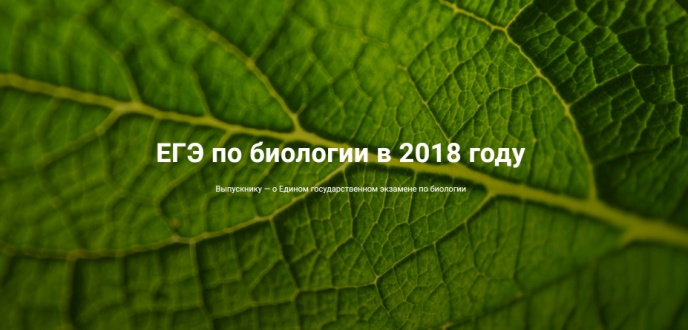 ЕГЭ по биологии в 2018 году
Выпускнику — о Едином государственном экзамене по биологии